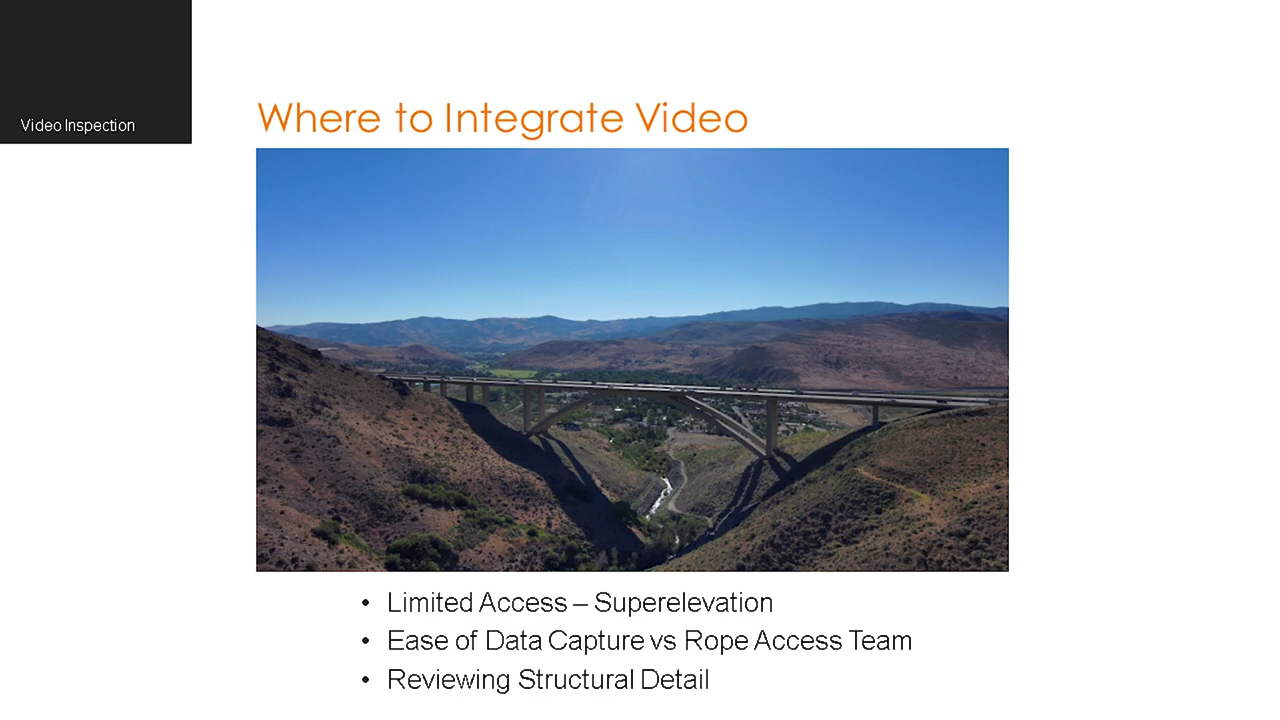 Video Inspection
Where to Integrate Video
• Limited Access – Superelevation
• Ease of Data Capture vs Rope Access Team
• Reviewing Structural Detail